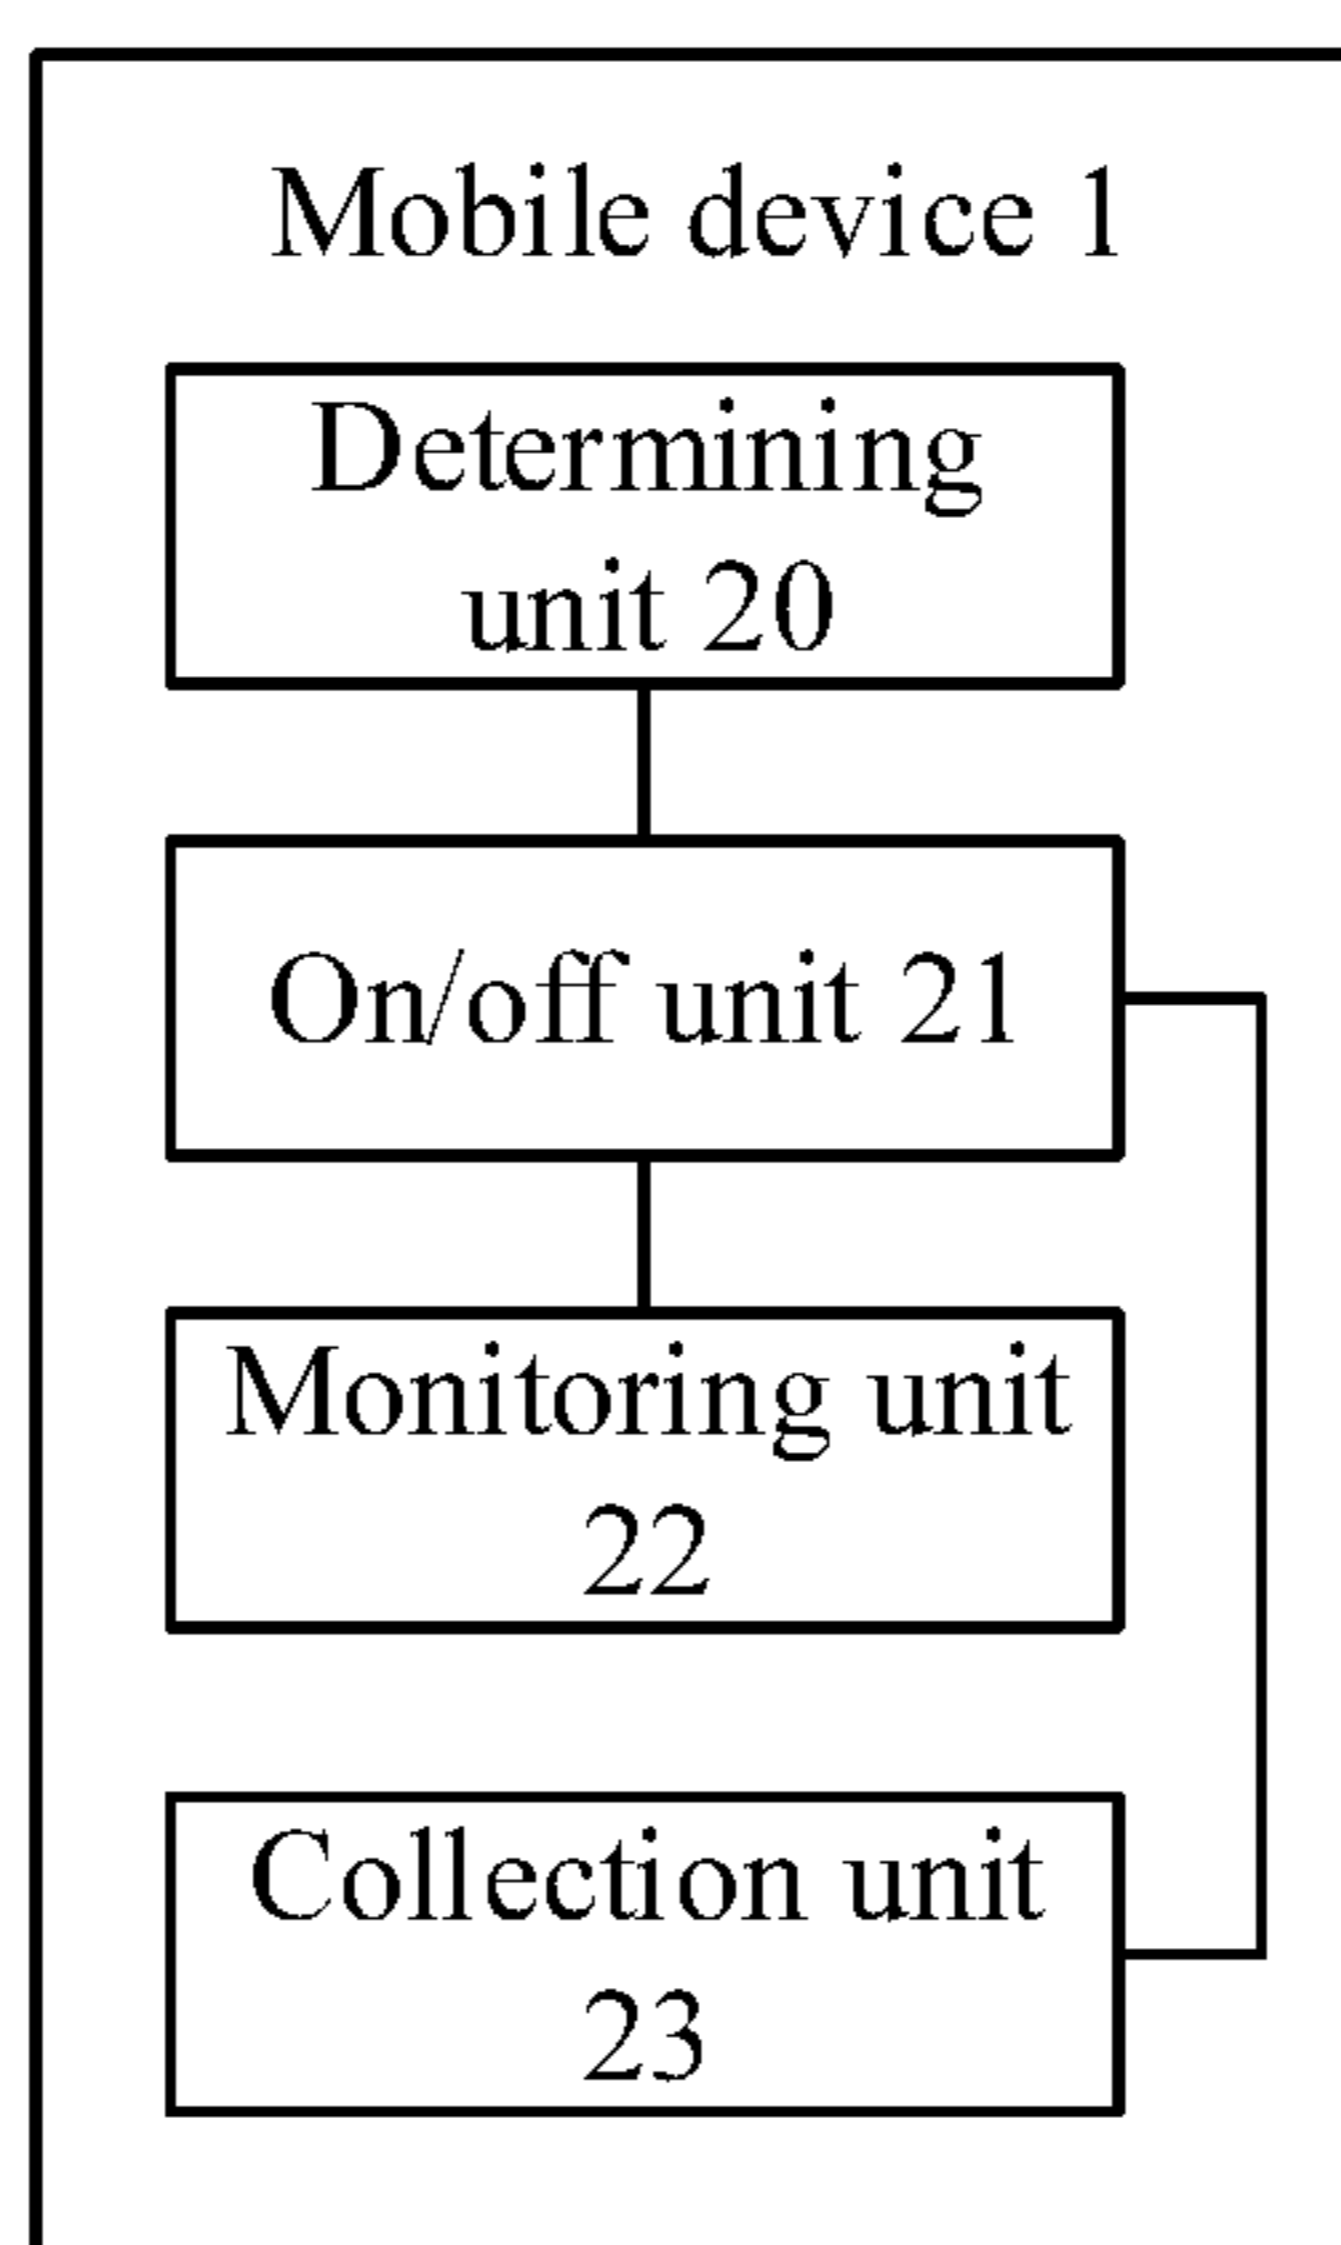 Mobile device 1
Determining
unit 20
On/off unit 21
Monitoring unit
22
Collection unit
23